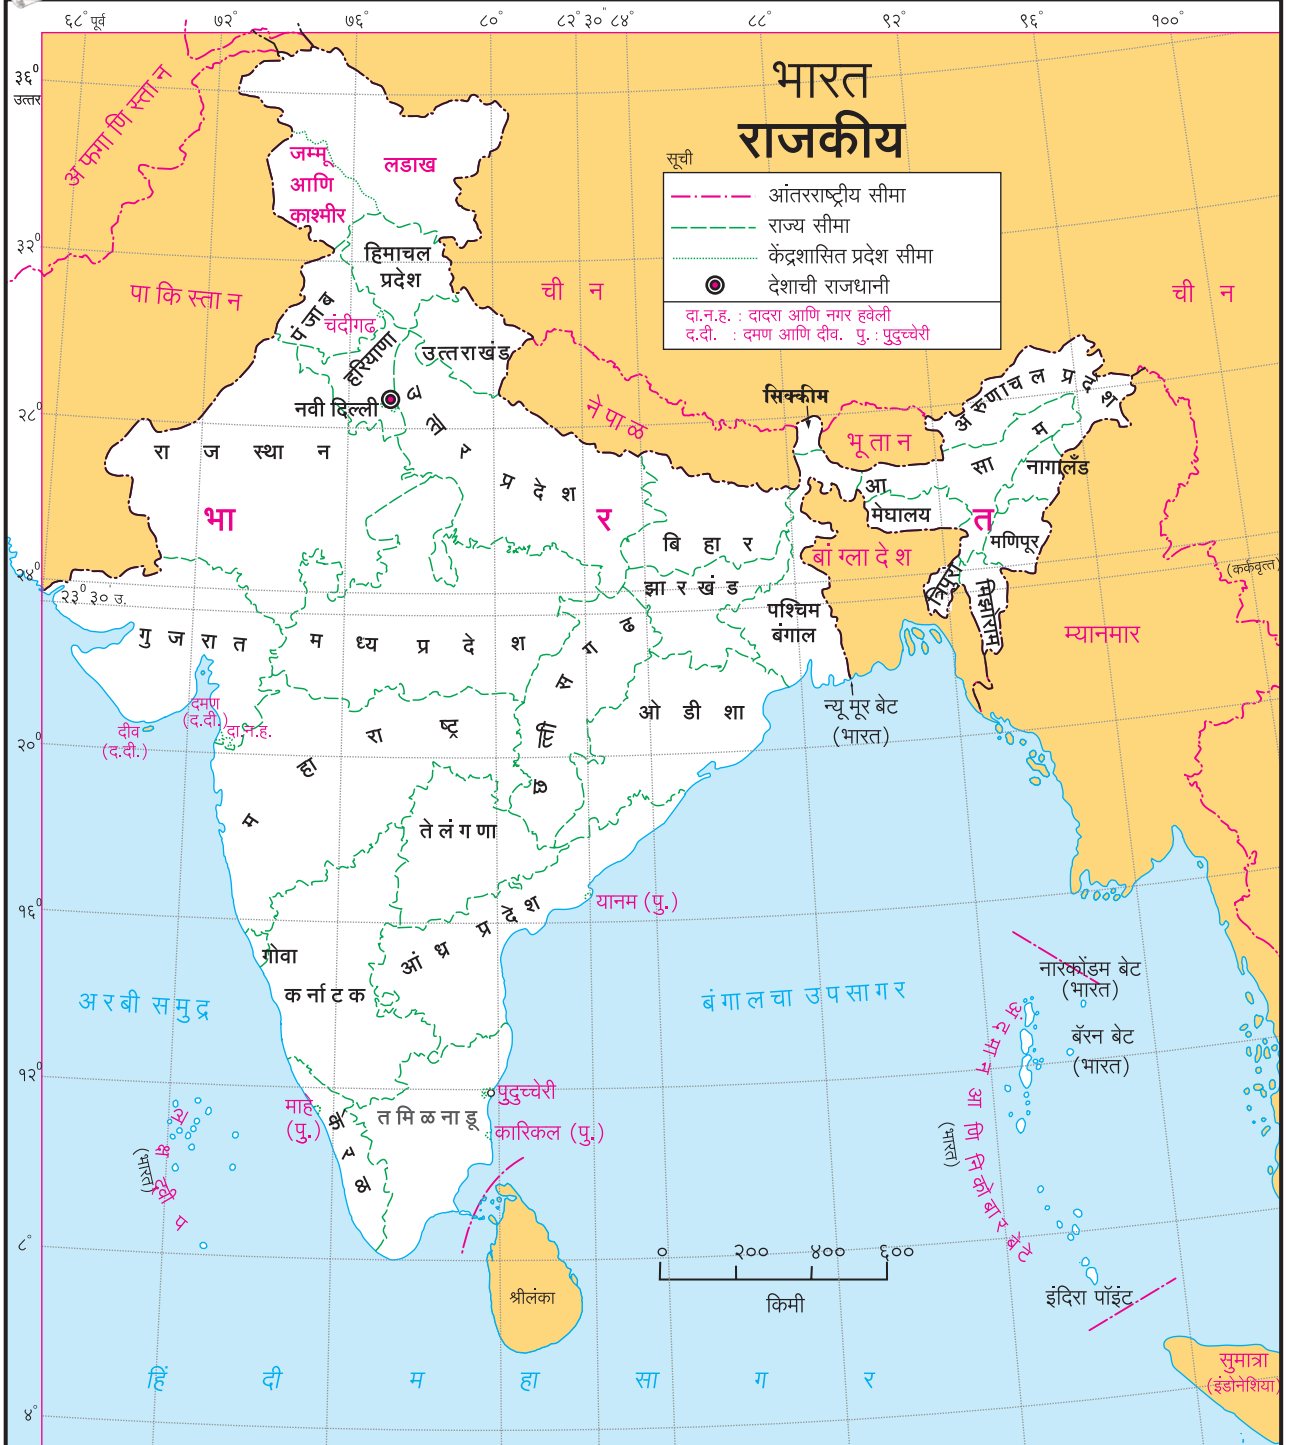 ६८° पूर्व ७२° ७६° ८०° ८२° ३०' ८४° ८८° ९२° ९६° १००°
भारत
राजकीय
सूची
आंतरराष्ट्रीय सीमा
राज्य सीमा
केंद्रशासित प्रदेश सीमा
देशाची राजधानी
दा.न.ह. : दादरा आणि नगर हवेली
द.दी. : दमण आणि दीव. पु. : पुदुच्चेरी
३६°
उत्तर
अफगाणिस्तान
जम्मू
आणि
काश्मीर
लडाख
३२°
हिमाचल
प्रदेश
पाकिस्तान
चीन
चीन
पंजाब
चंदीगढ
हरियाणा
उत्तराखंड
नवी दिल्ली
२८°
नेपाळ
सिक्कीम
भूतान
अरुणाचल प्रदेश
आसाम
नागालँड
मेघालय
मणिपूर
राजस्थान
उत्तर प्रदेश
भारत
बिहार
बांग्लादेश
२४°
२३° ३० उ.
(कर्कवृत्त)
झारखंड
पश्चिम
बंगाल
त्रिपुरा
मिझोराम
म्यानमार
गुजरात
मध्य प्रदेश
छत्तिसगढ
ओडीशा
न्यू मूर बेट
(भारत)
दमण
(द.दी.)
दा.न.ह.
दीव
(द.दी.)
२०°
महाराष्ट्र
तेलंगणा
१६°
यानम (पु.)
आंध्र प्रदेश
गोवा
कर्नाटक
अरबी समुद्र
बंगालचा उपसागर
नारकोंडम बेट
(भारत)
बॅरन बेट
(भारत)
अंदमान आणि निकोबार बेटे
(भारत)
१२°
माहे
(पु.)
केरळ
तमिळनाडू
पुदुच्चेरी
कारिकल (पु.)
लक्षद्वीप
(भारत)
८°
श्रीलंका
० २०० ४०० ६००
किमी
इंदिरा पॉइंट
सुमात्रा
(इंडोनेशिया)
हिंदी महासागर
४°